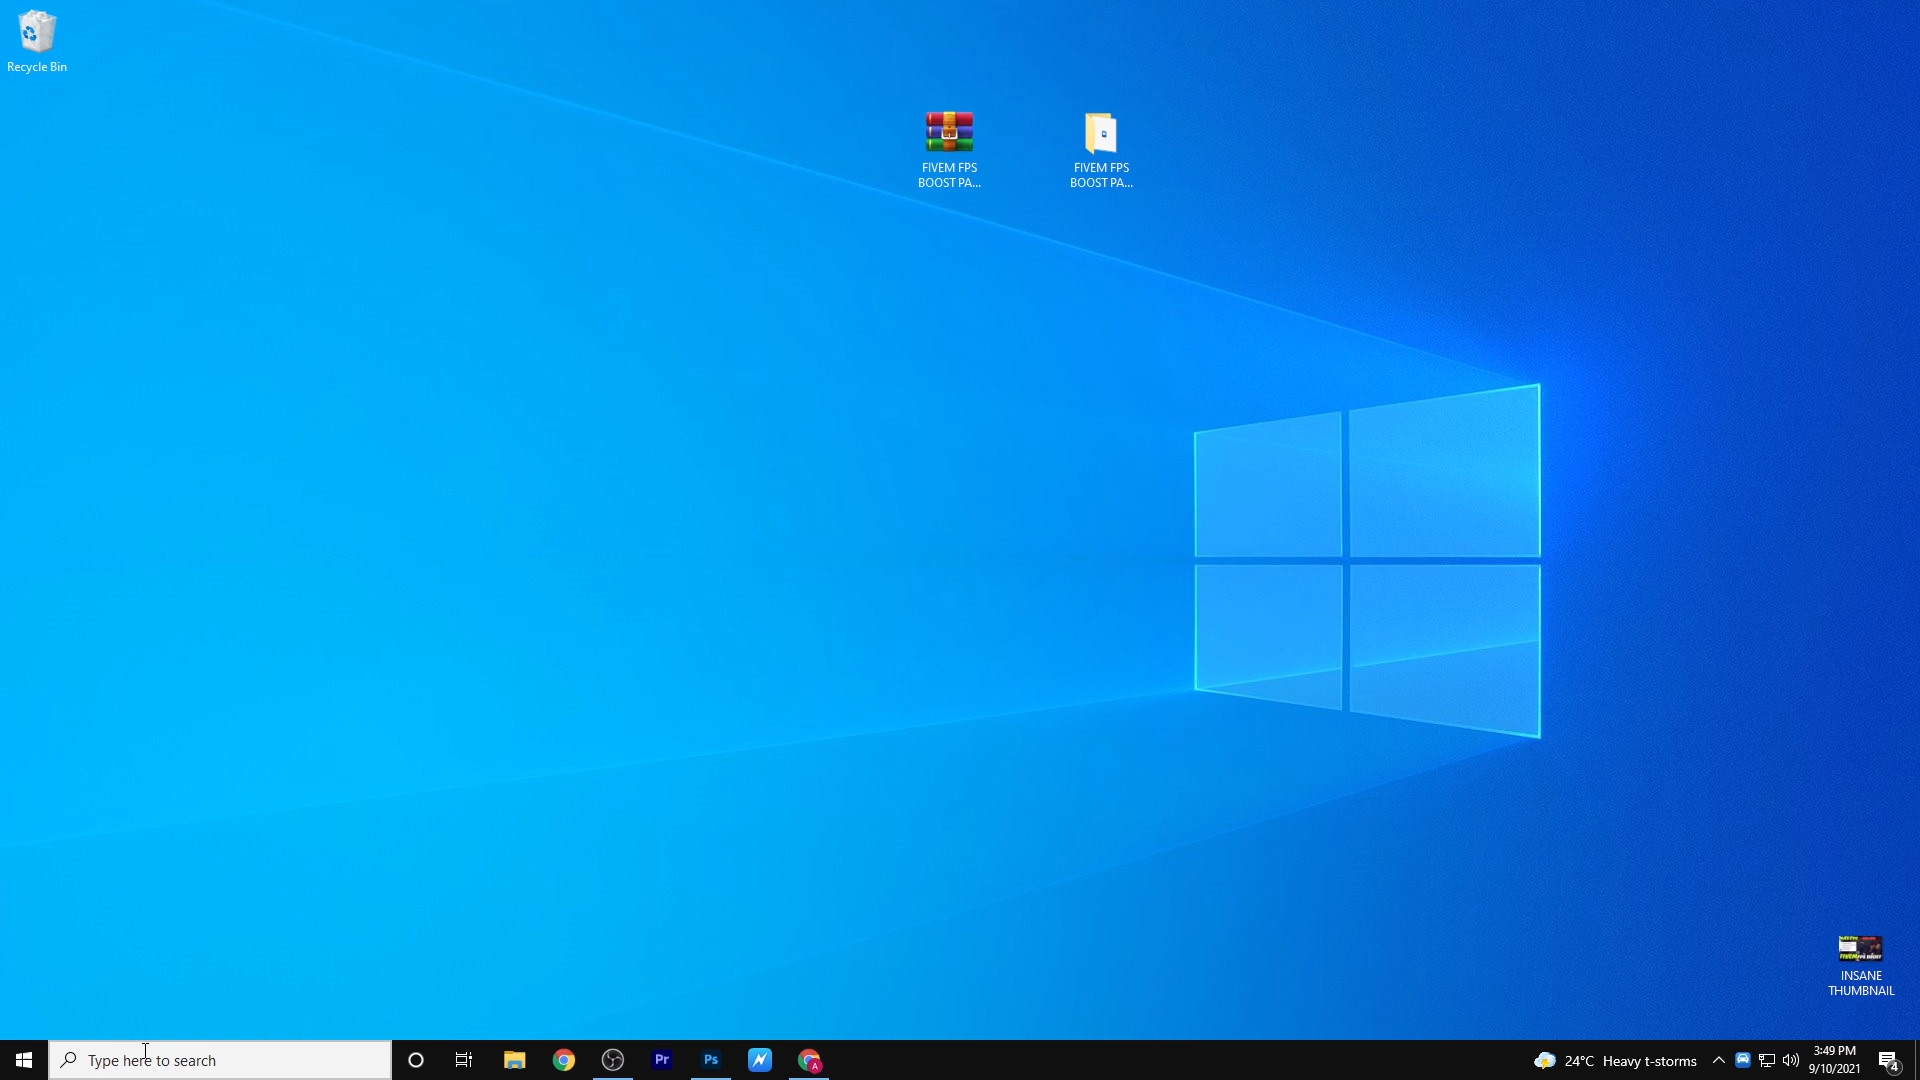 Recycle Bin
FIVEM FPS
BOOST PA...
FIVEM FPS
BOOST PA...
INSANE
THUMBNAIL
Type here to search
Pr
Ps
A
24°C Heavy t-storms
3:49 PM
9/10/2021
4